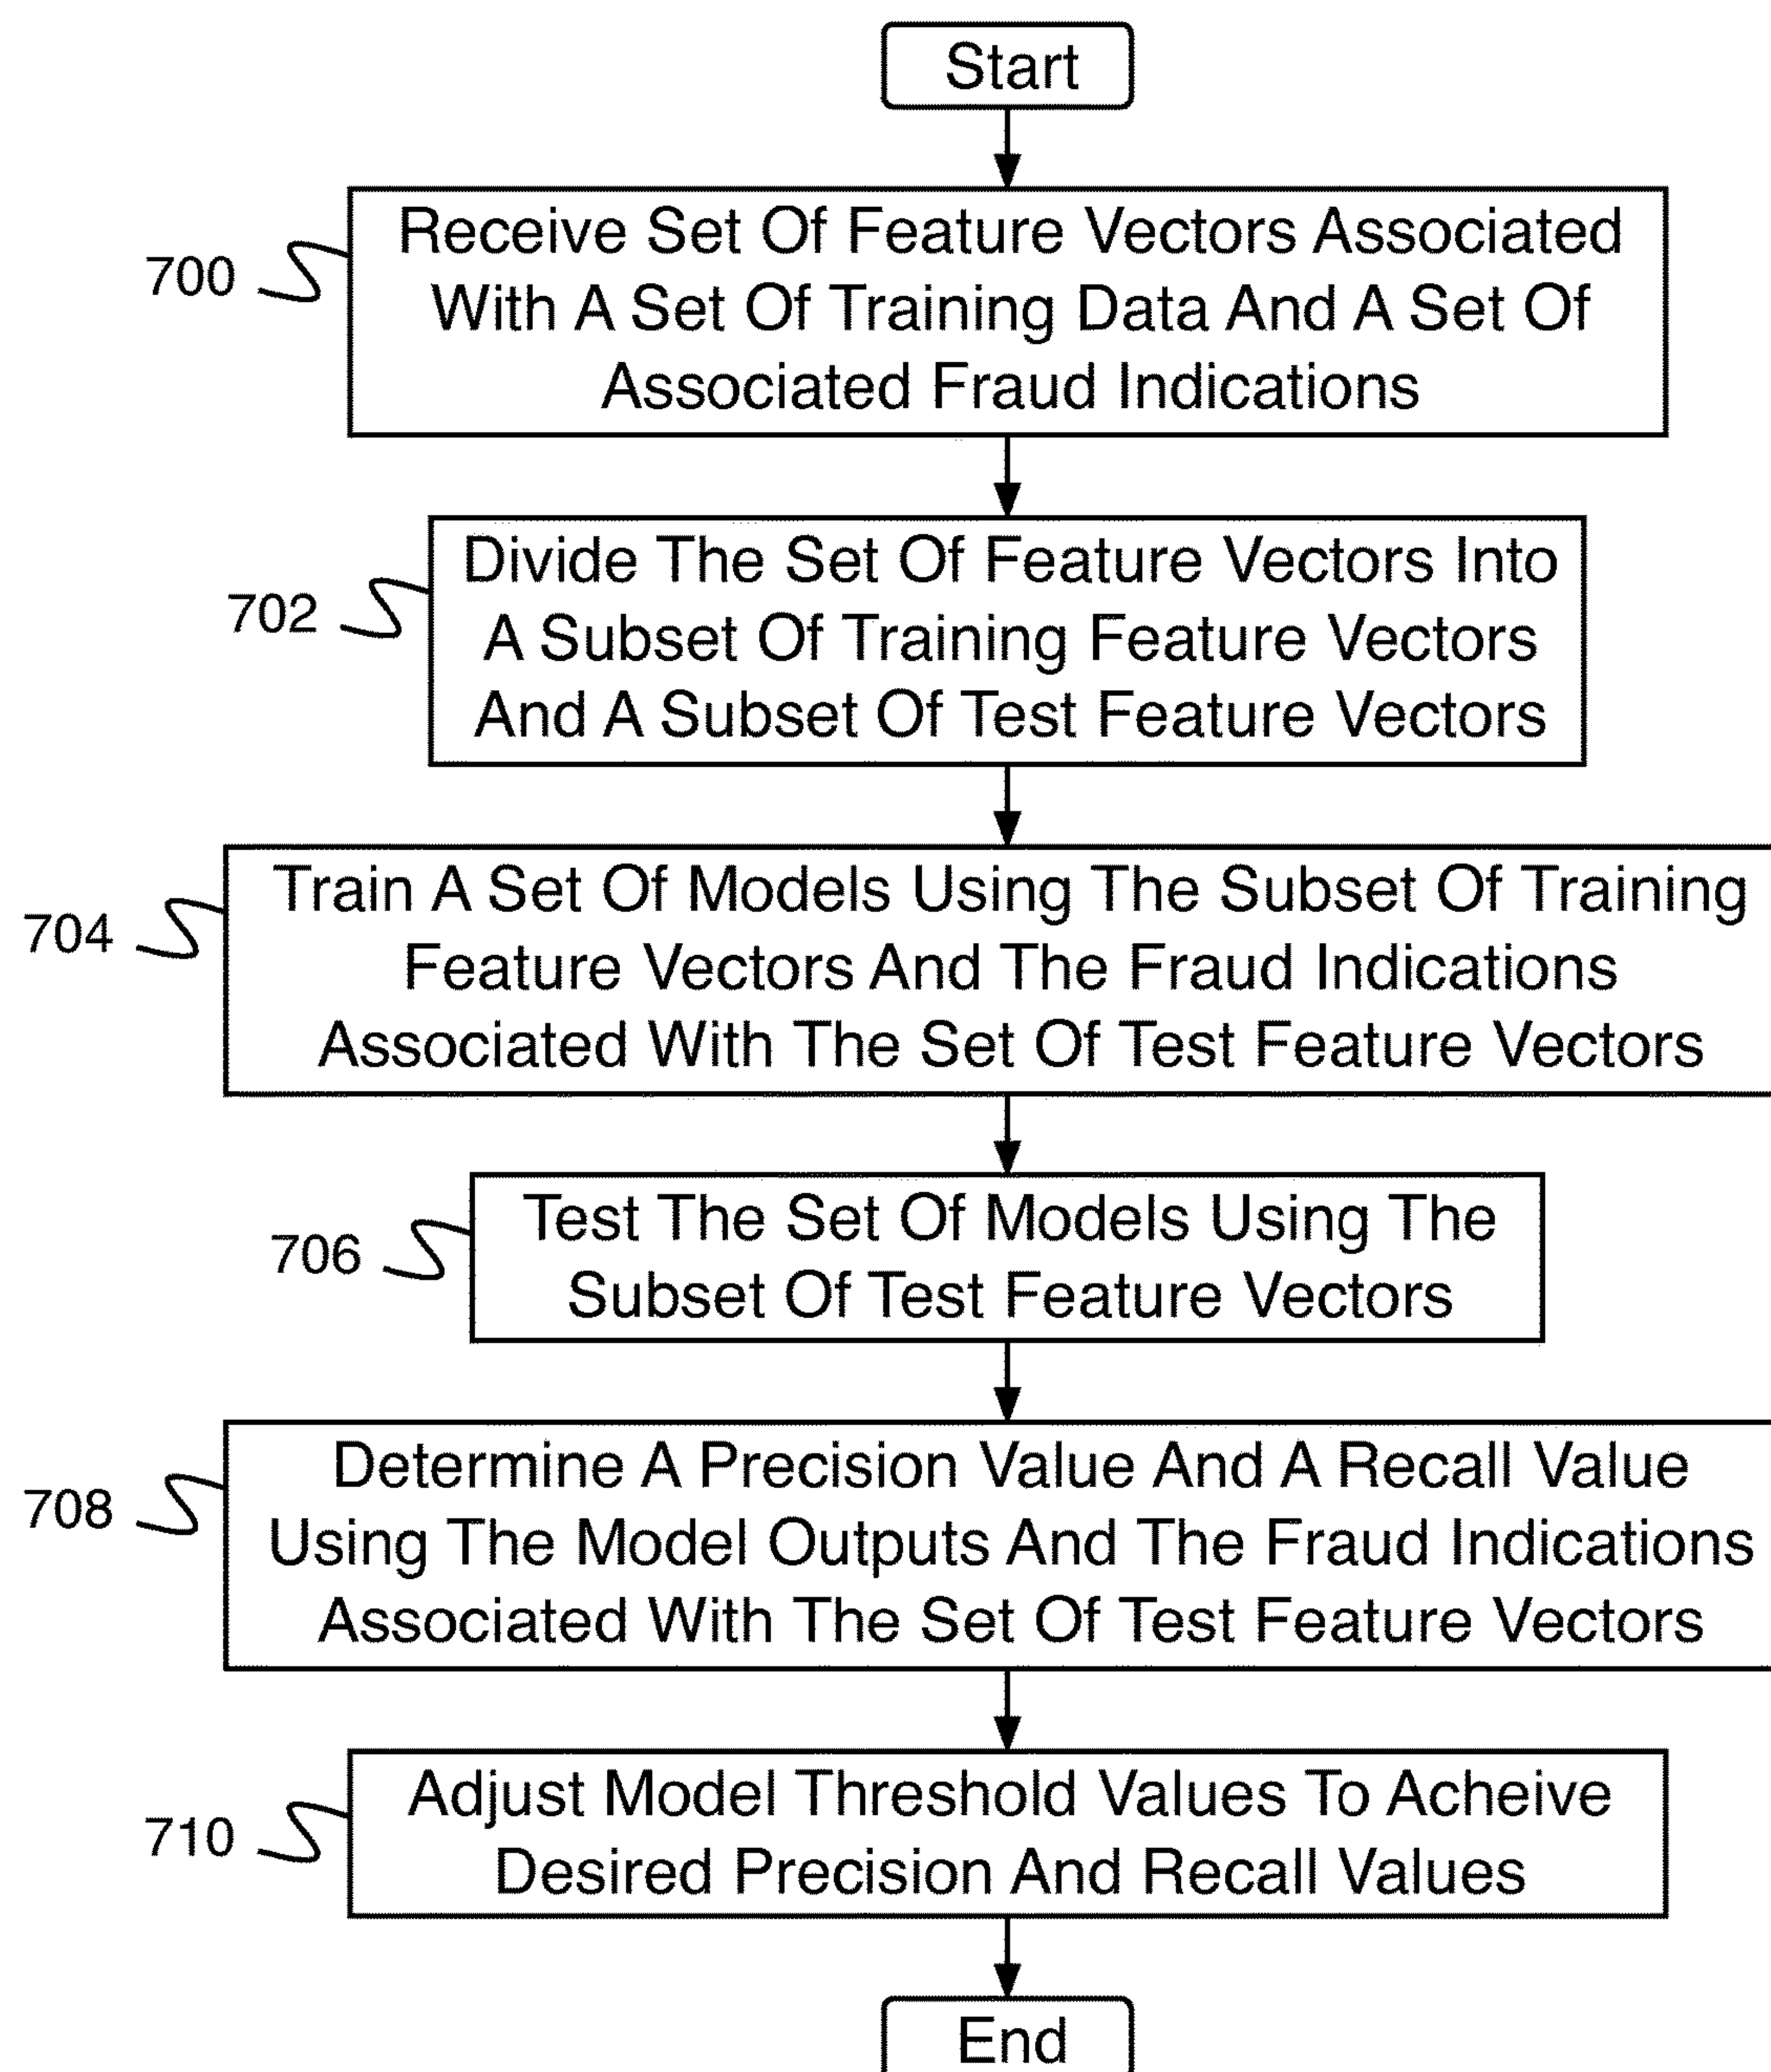 Start
700
Receive Set Of Feature Vectors Associated
With A Set Of Training Data And A Set Of
Associated Fraud Indications
702
Divide The Set Of Feature Vectors Into
A Subset Of Training Feature Vectors
And A Subset Of Test Feature Vectors
704
Train A Set Of Models Using The Subset Of Training
Feature Vectors And The Fraud Indications
Associated With The Set Of Test Feature Vectors
706
Test The Set Of Models Using The
Subset Of Test Feature Vectors
708
Determine A Precision Value And A Recall Value
Using The Model Outputs And The Fraud Indications
Associated With The Set Of Test Feature Vectors
710
Adjust Model Threshold Values To Acheive
Desired Precision And Recall Values
End